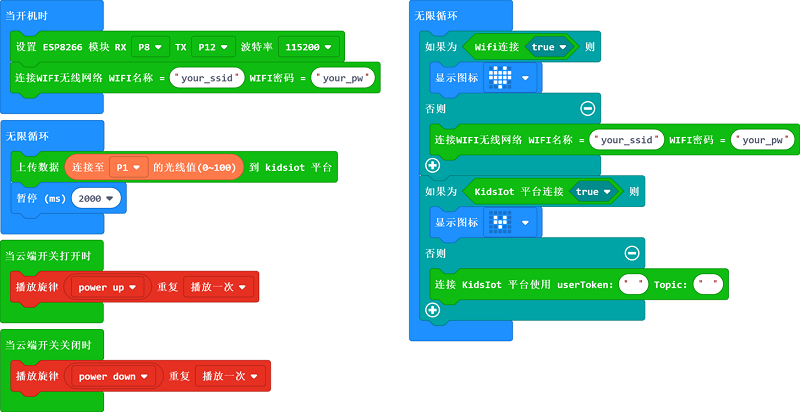 当开机时
设置 ESP8266 模块 RX P8 TX P12 波特率 115200
连接WIFI无线网络 WIFI名称 = "your_ssid" WIFI密码 = "your_pw"
无限循环
上传数据 连接至 P1 的光线值(0~100) 到 kidsiot 平台
暂停 (ms) 2000
当云端开关打开时
播放旋律 power up 重复 播放一次
当云端开关关闭时
播放旋律 power down 重复 播放一次
无限循环
如果为 Wifi连接 true 则
显示图标
否则
连接WIFI无线网络 WIFI名称 = "your_ssid" WIFI密码 = "your_pw"
如果为 KidsIot 平台连接 true 则
显示图标
否则
连接 KidsIot 平台使用 userToken: " " Topic: " "